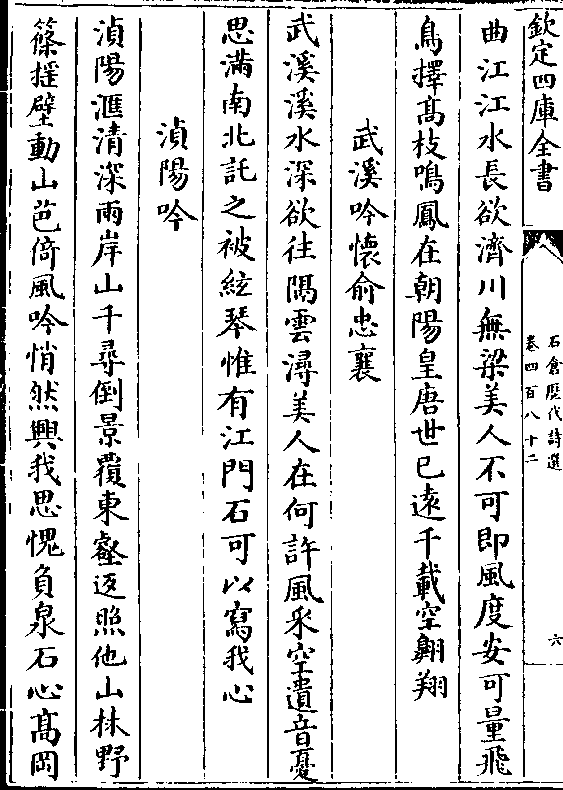 欽定四庫全書
石倉歷代詩選
卷四百八十二
六
曲江江水長欲濟川無梁美人不可即風度安可量飛
鳥擇髙枝鳴鳳在朝陽皇唐世已遠千載空翺翔
武溪吟懷俞忠襄
武溪溪水深欲往隔雲潯美人在何許風采空遺音憂
思滿南北託之被絃琴惟有江門石可以寫我心
湞陽吟
湞陽滙清深兩岸山千尋倒景覆東壑返照他山林野
篠摇壁動山芭倚風吟悄然興我思愧負泉石心髙岡